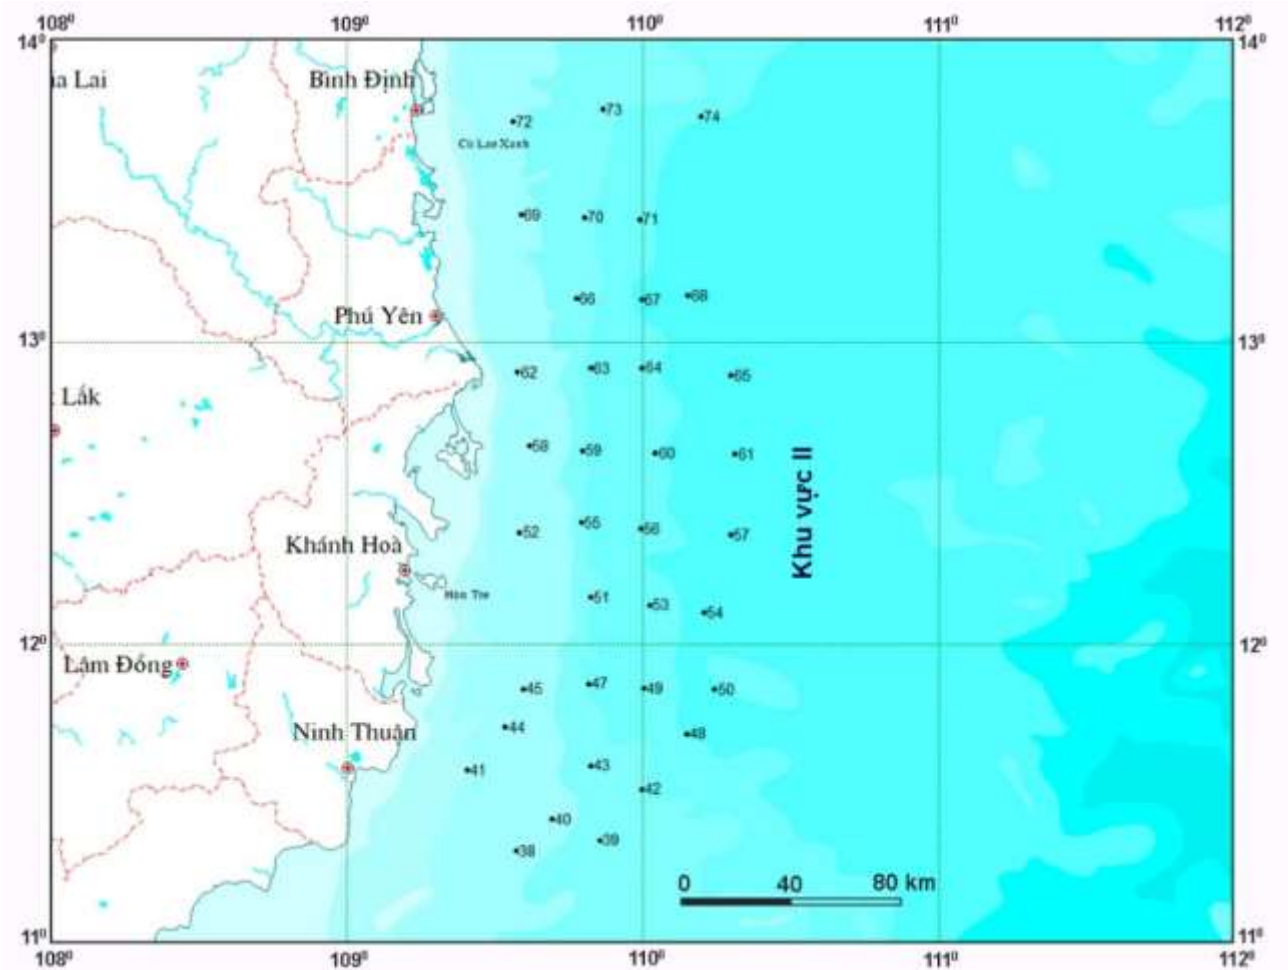 108⁰ 109⁰ 110⁰ 111⁰ 112⁰
14⁰ 14⁰
ia Lai Bình Định
73
72 74
Cù Lao Xanh
69 70 71
66 67 68
Phú Yên
13⁰ 13⁰
62 63 64 65
Lắk
58 59 60 61
Khu vực II
52 55 56 57
Khánh Hoà
Hòn Tre
51 53 54
12⁰ 12⁰
Lâm Đồng
45 47 49 50
44 48
Ninh Thuận
41 43
42
40
38 39
0 40 80 km
11⁰ 11⁰
108⁰ 109⁰ 110⁰ 111⁰ 112⁰